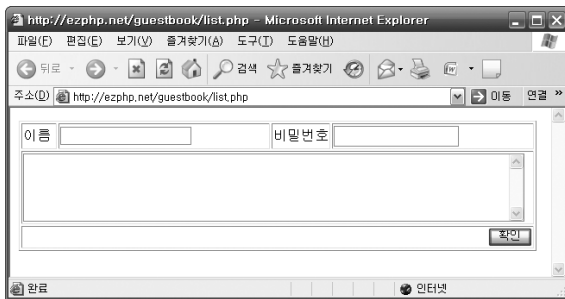 http://ezphp.net/guestbook/list.php - Microsoft Internet Explorer
파일(F) 편집(E) 보기(V) 즐겨찾기(A) 도구(T) 도움말(H)
뒤로 검색 즐겨찾기
주소(D) http://ezphp.net/guestbook/list.php 이동 연결 »
이름 비밀번호
확인
완료 인터넷